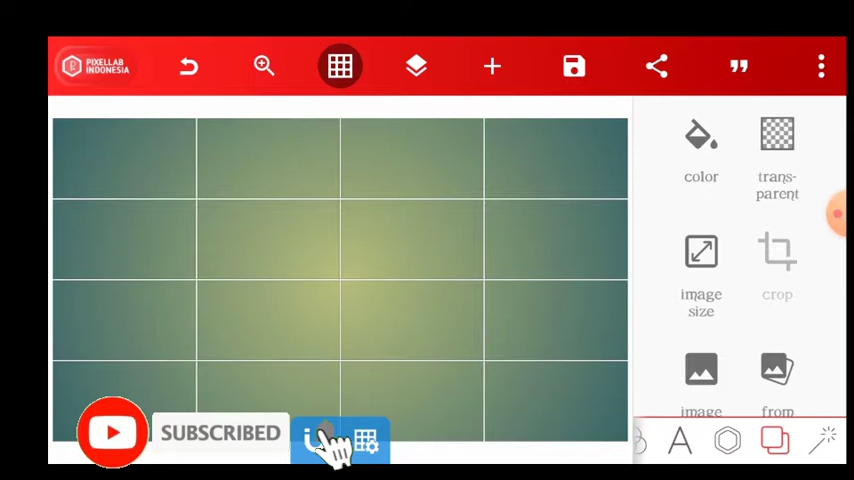 PIXELLAB
INDONESIA
color
trans-
parent
image
size
crop
image
from
SUBSCRIBED